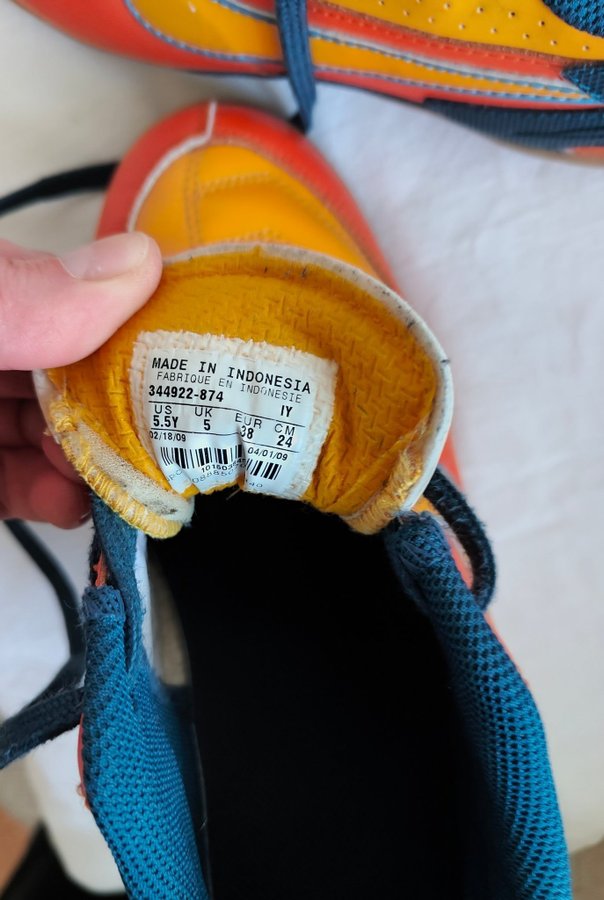 MADE IN INDONESIA
FABRIQUE EN INDONESIE
344922-874 IY
US UK EUR CM
5.5Y 5 38 24
02/18/09 04/01/09